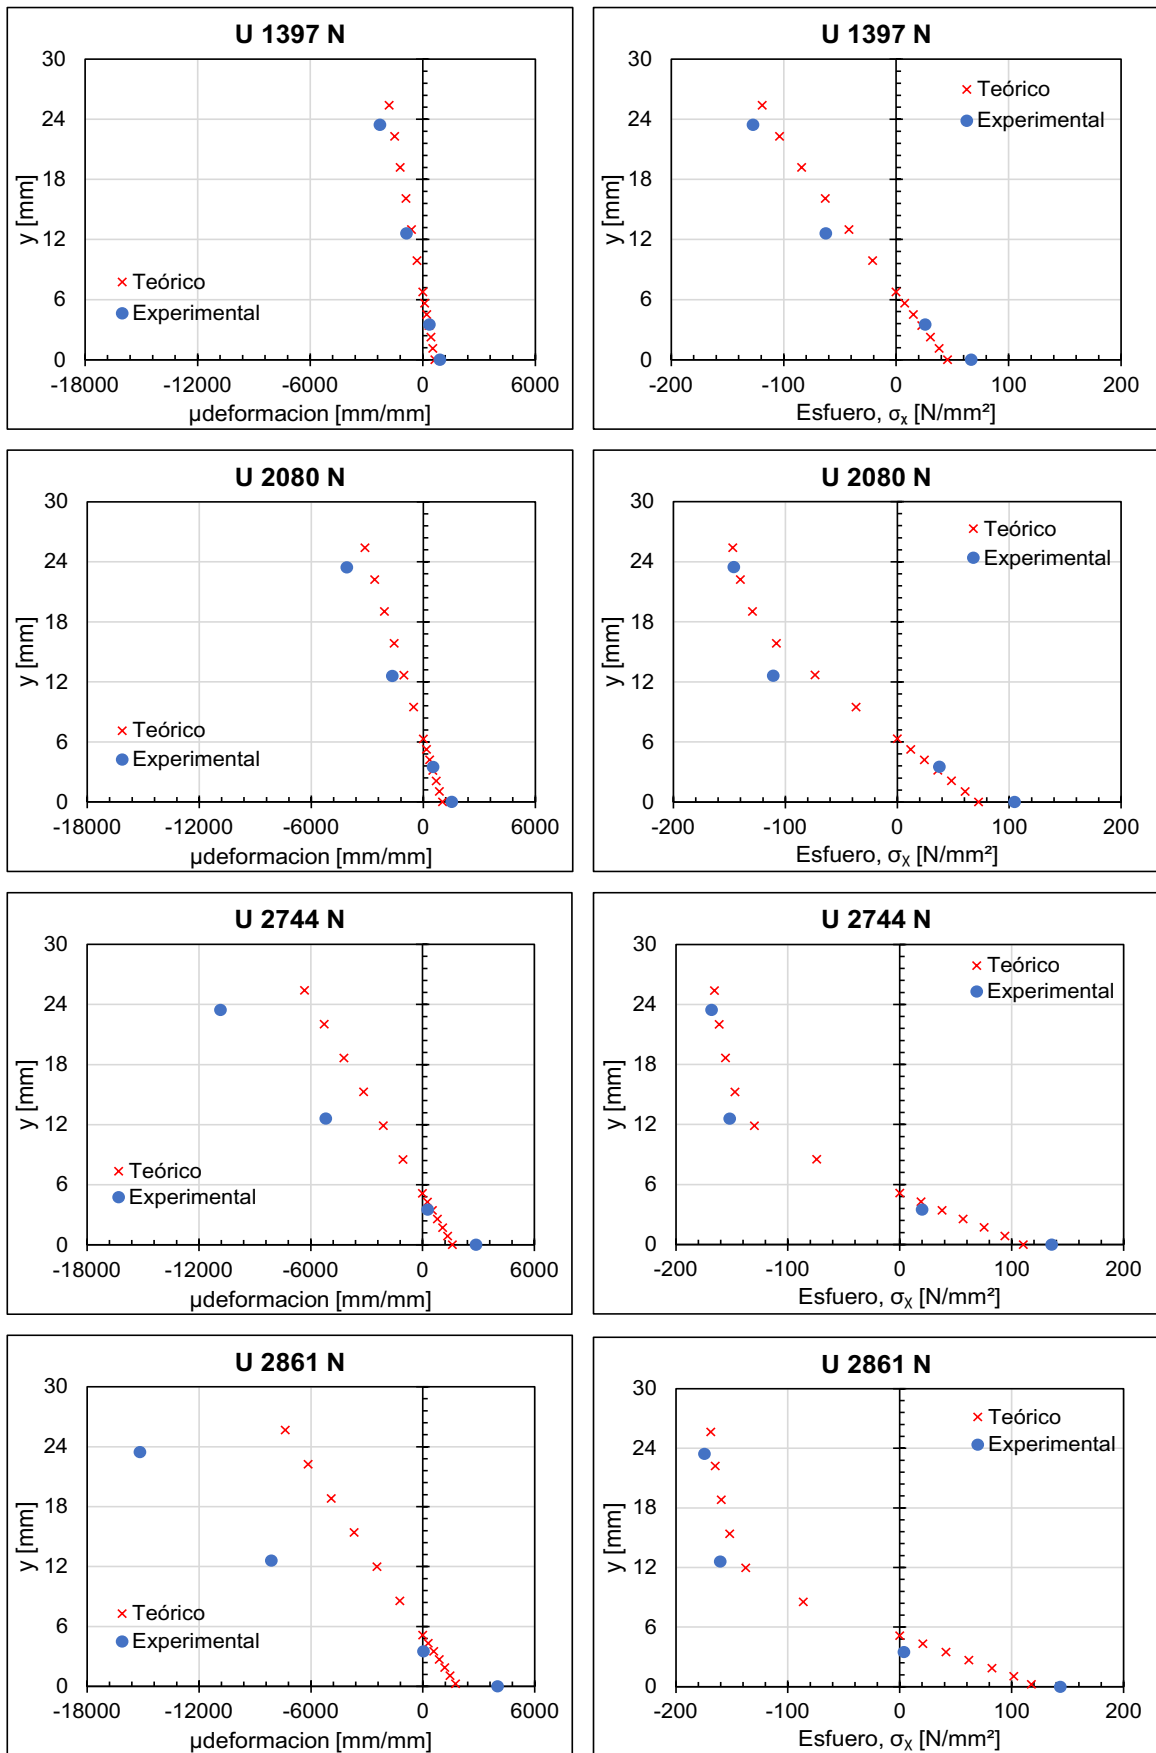 U 1397 N
30
24
18
12
6
0
y [mm]
Teórico
Experimental
-18000 -12000 -6000 0 6000
µdeformacion [mm/mm]
U 1397 N
30
24
18
12
6
0
y [mm]
Teórico
Experimental
-200 -100 0 100 200
Esfuero, σχ [N/mm²]
U 2080 N
30
24
18
12
6
0
y [mm]
Teórico
Experimental
-18000 -12000 -6000 0 6000
µdeformacion [mm/mm]
U 2080 N
30
24
18
12
6
0
y [mm]
Teórico
Experimental
-200 -100 0 100 200
Esfuero, σχ [N/mm²]
U 2744 N
30
24
18
12
6
0
y [mm]
Teórico
Experimental
-18000 -12000 -6000 0 6000
µdeformacion [mm/mm]
U 2744 N
30
24
18
12
6
0
y [mm]
Teórico
Experimental
-200 -100 0 100 200
Esfuero, σχ [N/mm²]
U 2861 N
30
24
18
12
6
0
y [mm]
Teórico
Experimental
-18000 -12000 -6000 0 6000
µdeformacion [mm/mm]
U 2861 N
30
24
18
12
6
0
y [mm]
Teórico
Experimental
-200 -100 0 100 200
Esfuero, σχ [N/mm²]